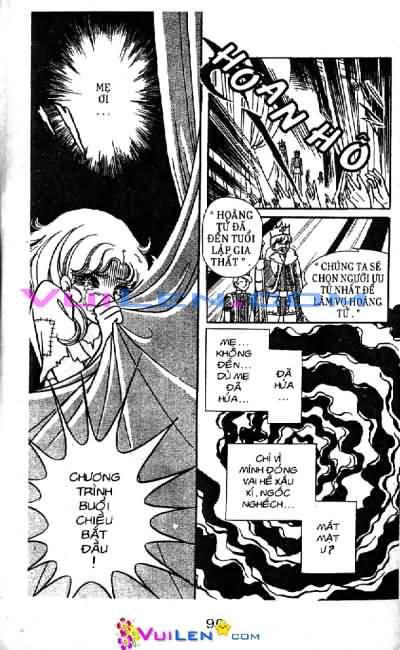 MẸ
ƠI
...
HOAN HÔ
"HOÀNG
TỬ ĐÃ
ĐẾN TUỔI
LẬP GIA
THẤT"
"CHÚNG TA SẼ
CHỌN NGƯỜI ƯU
TÚ NHẤT ĐỂ
LÀM VỢ HOÀNG
TỬ."
MẸ...
KHÔNG
ĐẾN...
DÙ MẸ
ĐÃ
HỨA...
ĐÃ
HỨA...
CHỈ VÌ
MÌNH ĐÓNG
VAI HỀ XẤU
XÍ, NGỐC
NGHẾCH...
MẤT
MẶT
Ư?
CHƯƠNG
TRÌNH
BUỔI
CHIỀU
BẮT
ĐẦU
!
VUILEN.COM
VUILEN.COM